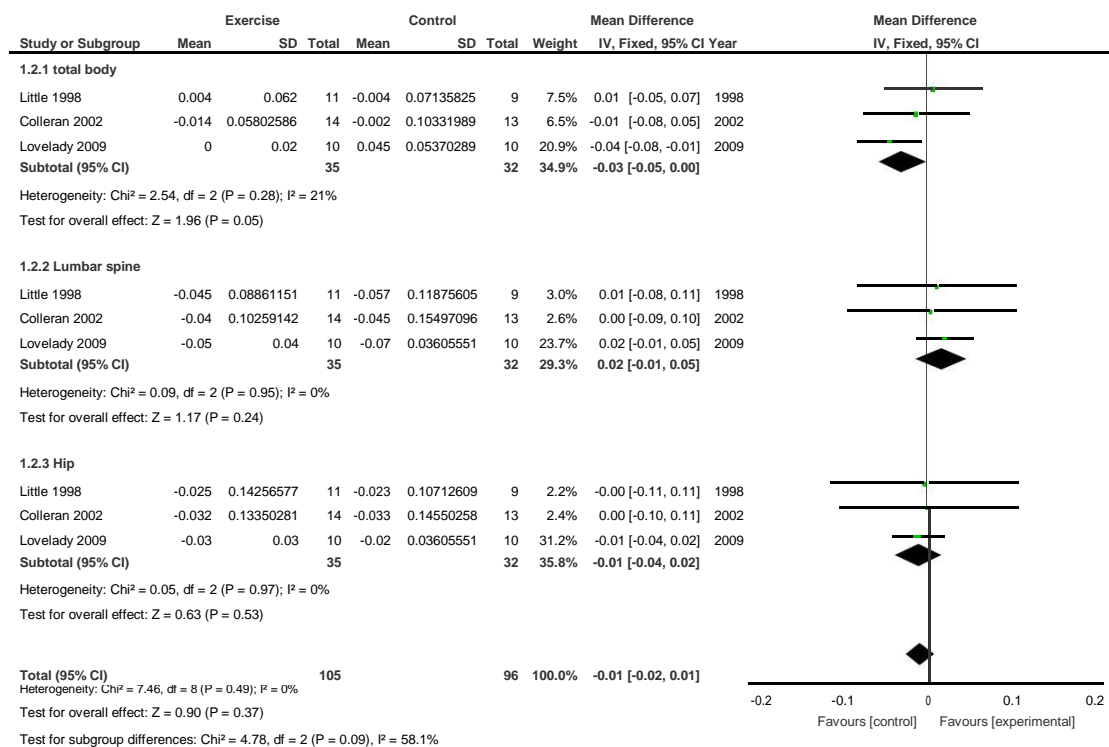 Exercise Control Mean Difference Mean Difference
Study or Subgroup Mean SD Total Mean SD Total Weight IV, Fixed, 95% CI Year IV, Fixed, 95% CI
1.2.1 total body
Little 1998 0.004 0.062 11 -0.004 0.07135825 9 7.5% 0.01 [-0.05, 0.07] 1998
Colleran 2002 -0.014 0.05802586 14 -0.002 0.10331989 13 6.5% -0.01 [-0.08, 0.05] 2002
Lovelady 2009 0 0.02 10 0.045 0.05370289 10 20.9% -0.04 [-0.08, -0.01] 2009
Subtotal (95% CI) 35 32 34.9% -0.03 [-0.05, 0.00]
Heterogeneity: Chi² = 2.54, df = 2 (P = 0.28); I² = 21%
Test for overall effect: Z = 1.96 (P = 0.05)
1.2.2 Lumbar spine
Little 1998 -0.045 0.08861151 11 -0.057 0.11875605 9 3.0% 0.01 [-0.08, 0.11] 1998
Colleran 2002 -0.04 0.10259142 14 -0.045 0.15497096 13 2.6% 0.00 [-0.09, 0.10] 2002
Lovelady 2009 -0.05 0.04 10 -0.07 0.03605551 10 23.7% 0.02 [-0.01, 0.05] 2009
Subtotal (95% CI) 35 32 29.3% 0.02 [-0.01, 0.05]
Heterogeneity: Chi² = 0.09, df = 2 (P = 0.95); I² = 0%
Test for overall effect: Z = 1.17 (P = 0.24)
1.2.3 Hip
Little 1998 -0.025 0.14256577 11 -0.023 0.10712609 9 2.2% -0.00 [-0.11, 0.11] 1998
Colleran 2002 -0.032 0.13350281 14 -0.033 0.14550258 13 2.4% 0.00 [-0.10, 0.11] 2002
Lovelady 2009 -0.03 0.03 10 -0.02 0.03605551 10 31.2% -0.01 [-0.04, 0.02] 2009
Subtotal (95% CI) 35 32 35.8% -0.01 [-0.04, 0.02]
Heterogeneity: Chi² = 0.05, df = 2 (P = 0.97); I² = 0%
Test for overall effect: Z = 0.63 (P = 0.53)
Total (95% CI) 105 96 100.0% -0.01 [-0.02, 0.01]
Heterogeneity: Chi² = 7.46, df = 8 (P = 0.49); I² = 0%
-0.2 -0.1 0 0.1 0.2
Test for overall effect: Z = 0.90 (P = 0.37)
Favours [control] Favours [experimental]
Test for subgroup differences: Chi² = 4.78, df = 2 (P = 0.09), I² = 58.1%